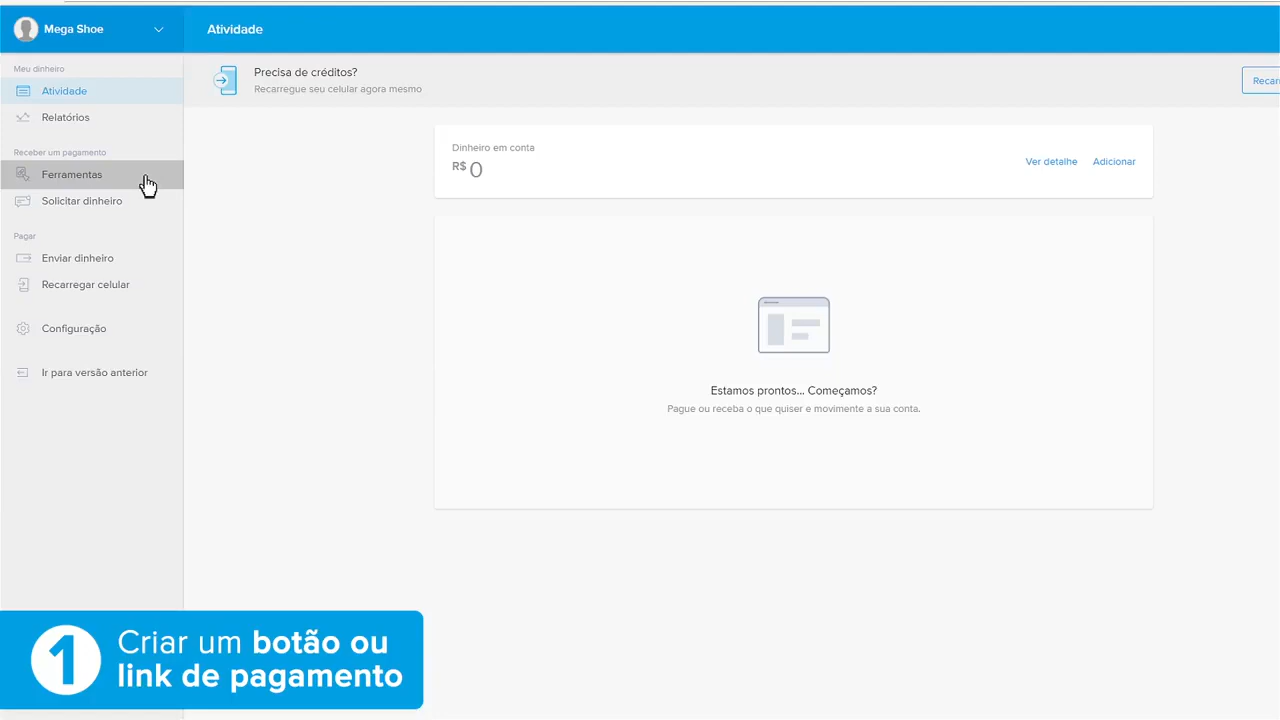 Mega Shoe
Atividade
Meu dinheiro
Atividade
Relatórios
Receber um pagamento
Ferramentas
Solicitar dinheiro
Pagar
Enviar dinheiro
Recarregar celular
Configuração
Ir para versão anterior
Precisa de créditos?
Recarregue seu celular agora mesmo
Recar
Dinheiro em conta
R$ 0
Ver detalhe
Adicionar
Estamos prontos... Começamos?
Pague ou receba o que quiser e movimente a sua conta.
1
Criar um botão ou
link de pagamento